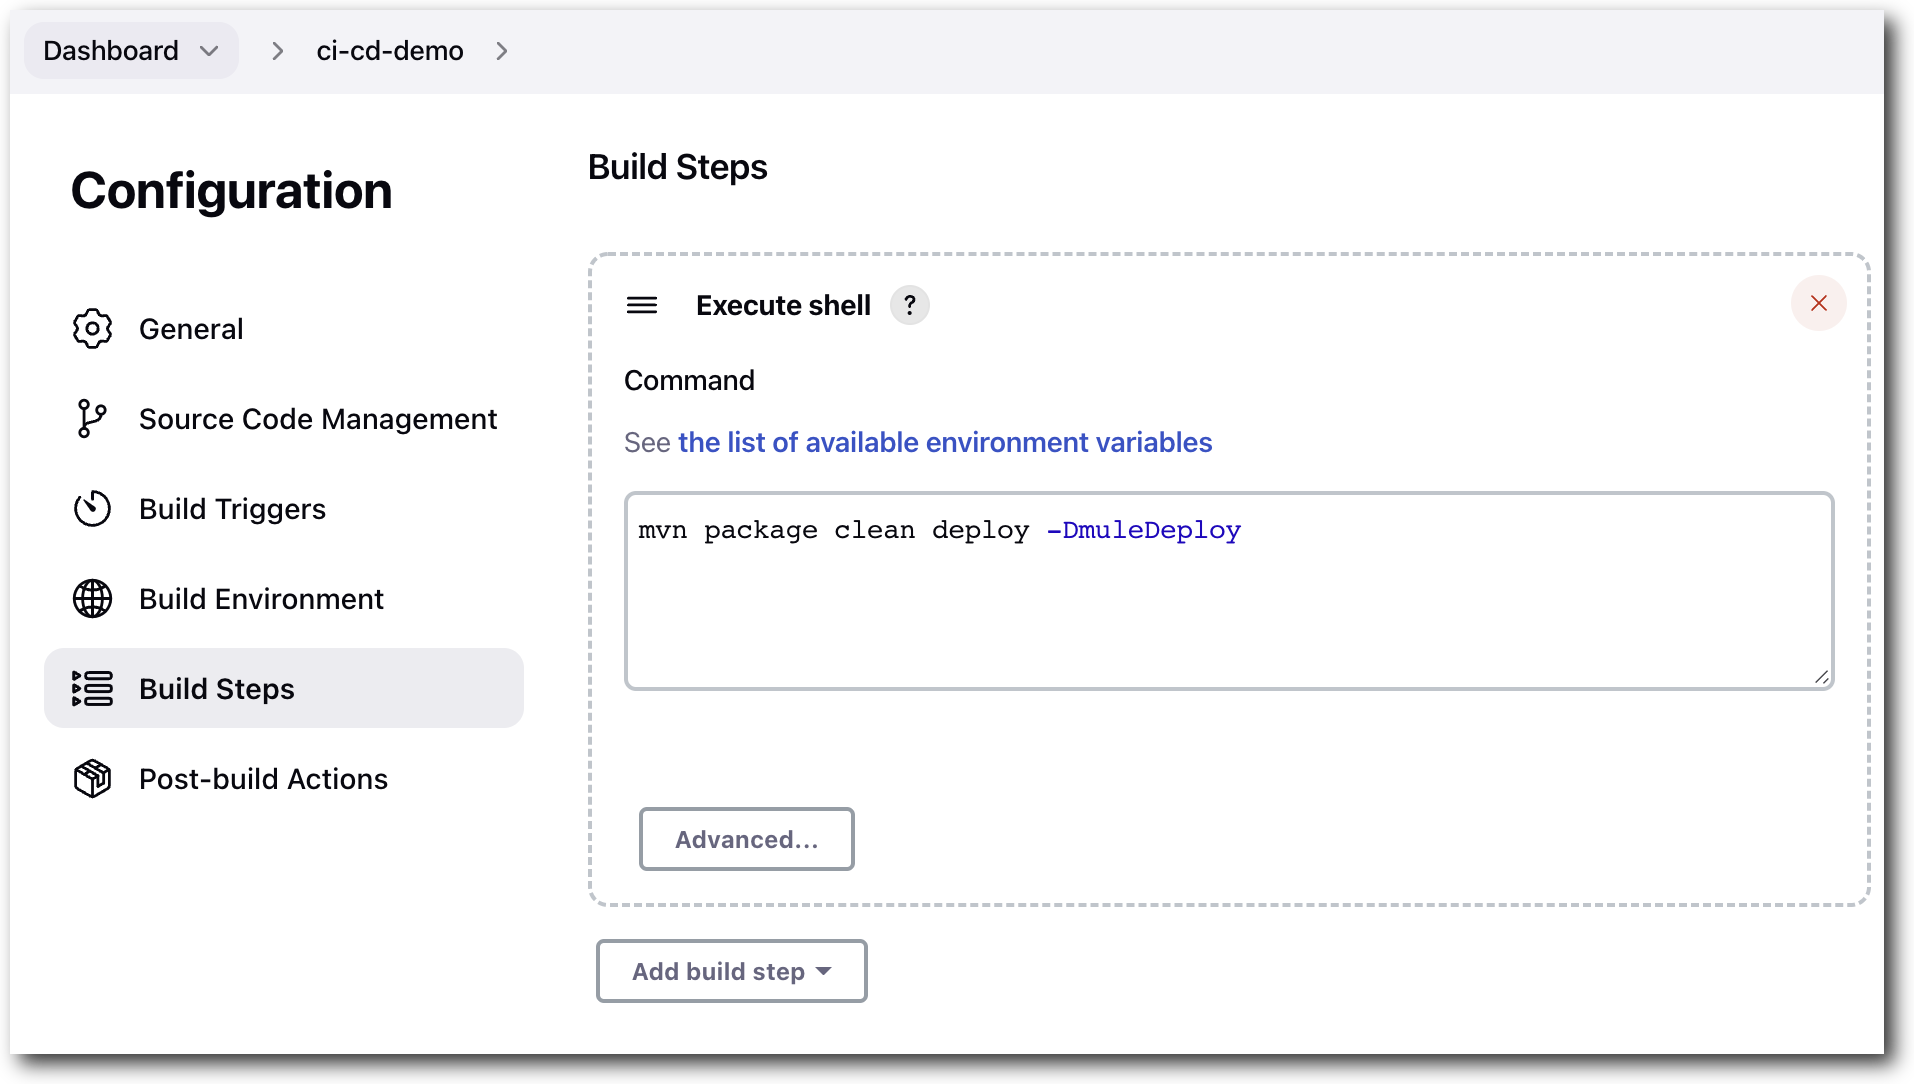 Dashboard
ci-cd-demo
Configuration
General
Source Code Management
Build Triggers
Build Environment
Build Steps
Post-build Actions
Build Steps
Execute shell ?
Command
See the list of available environment variables
mvn package clean deploy -DmuleDeploy
Advanced...
Add build step